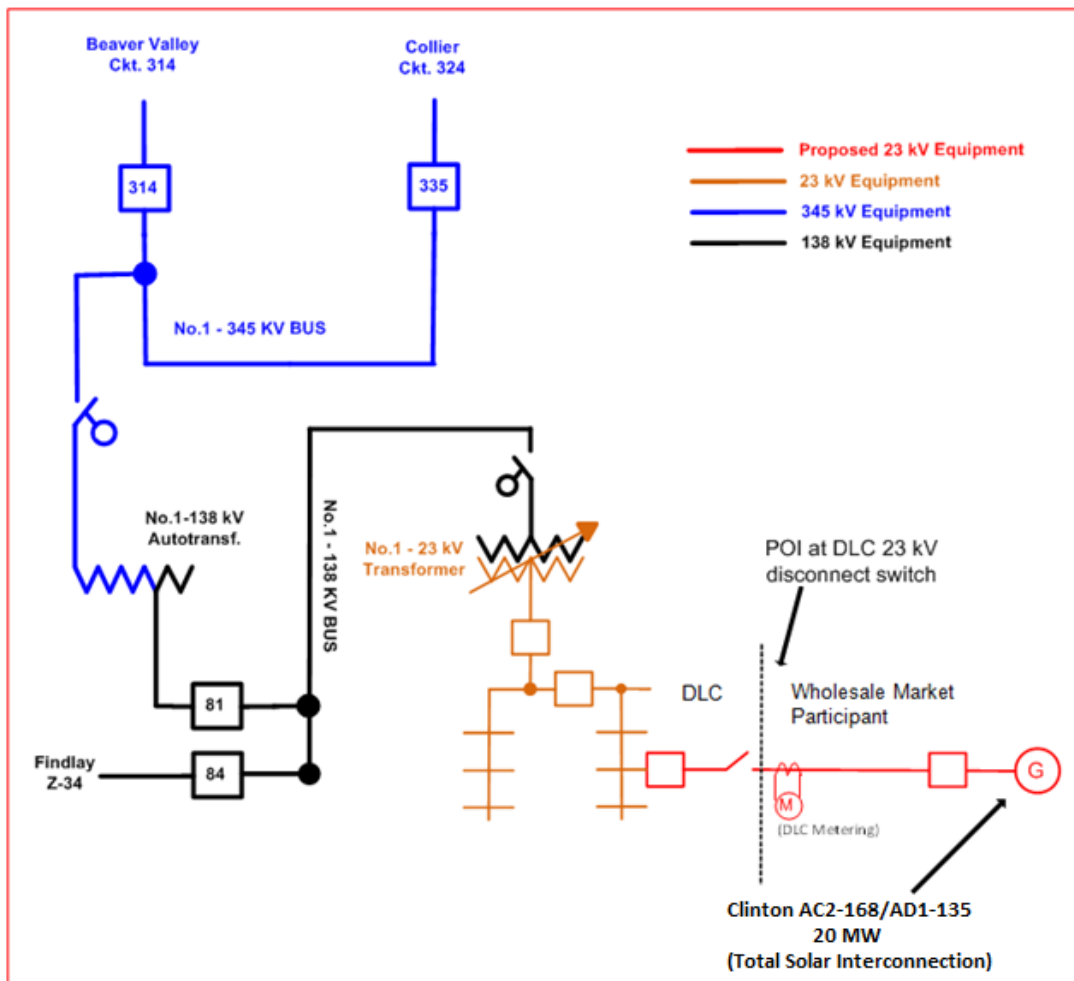 Beaver Valley
Ckt. 314
Collier
Ckt. 324
314
335
Proposed 23 kV Equipment
23 kV Equipment
345 kV Equipment
138 kV Equipment
No.1 - 345 KV BUS
No.1-138 kV
Autotransf.
No.1 - 138 KV BUS
No.1 - 23 kV
Transformer
POI at DLC 23 kV
disconnect switch
81
84
Findlay
Z-34
DLC
Wholesale Market
Participant
G
M
(DLC Metering)
Clinton AC2-168/AD1-135
20 MW
(Total Solar Interconnection)